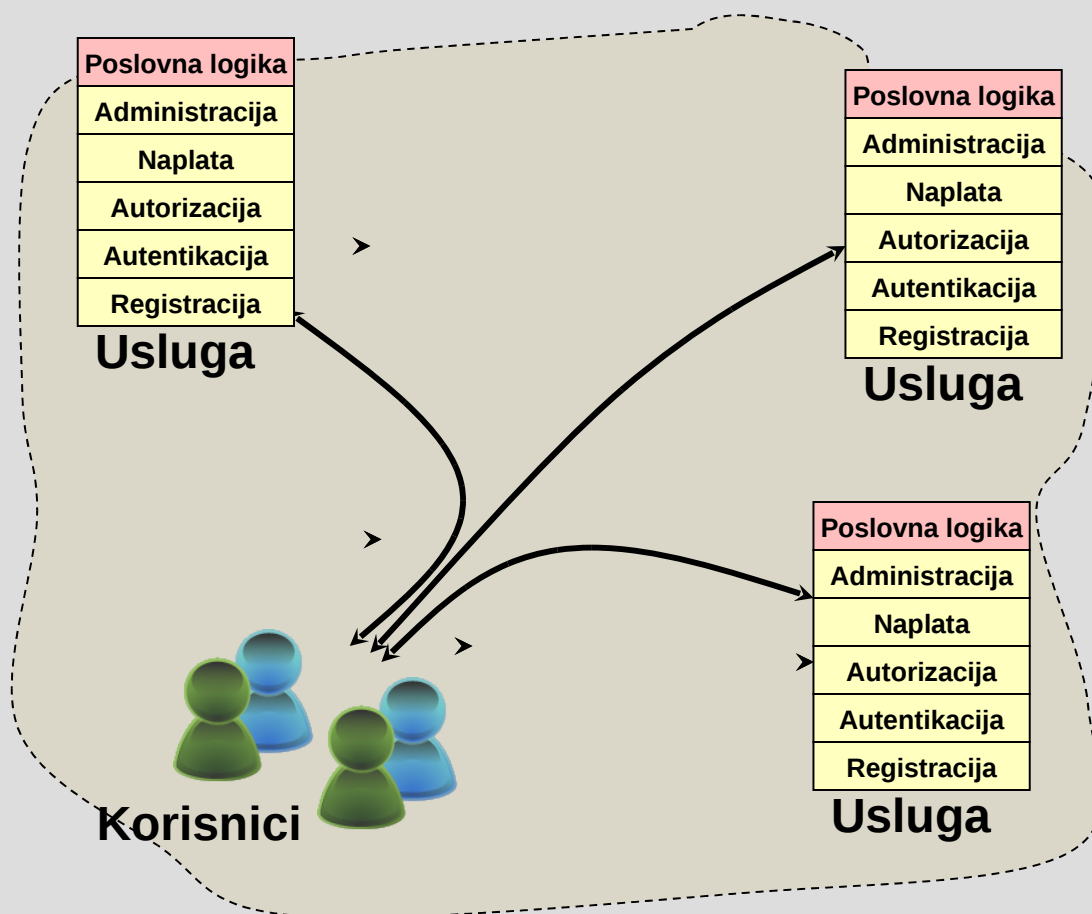 Poslovna logika
Administracija
Naplata
Autorizacija
Autentikacija
Registracija
Usluga
Poslovna logika
Administracija
Naplata
Autorizacija
Autentikacija
Registracija
Usluga
Poslovna logika
Administracija
Naplata
Autorizacija
Autentikacija
Registracija
Usluga
Korisnici